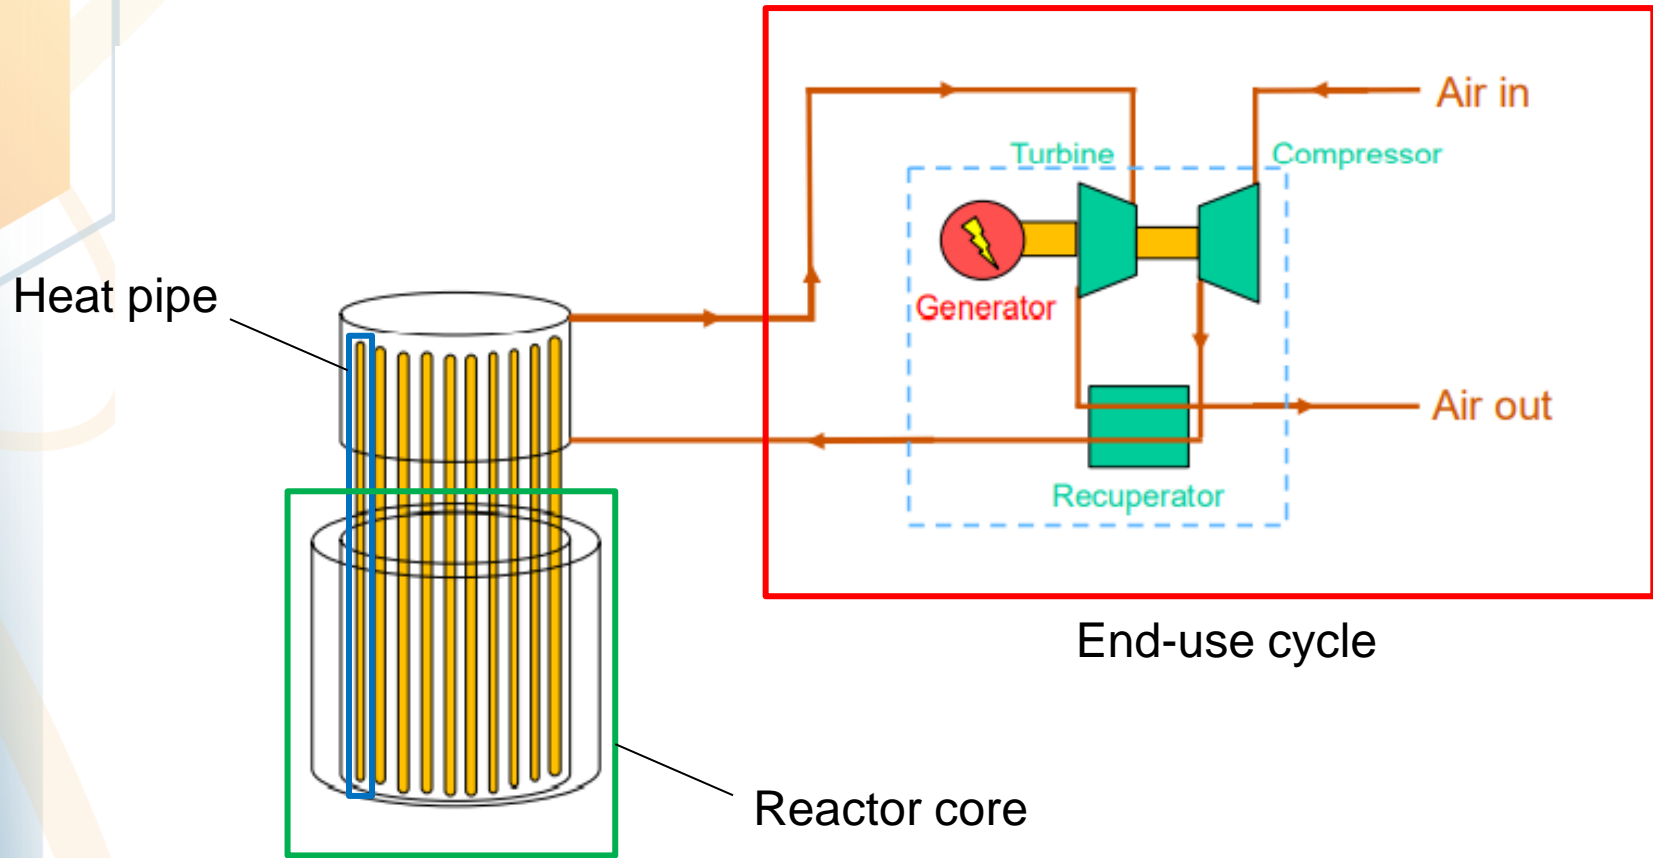 Air in
Turbine
Compressor
Heat pipe
Generator
Air out
Recuperator
End-use cycle
Reactor core